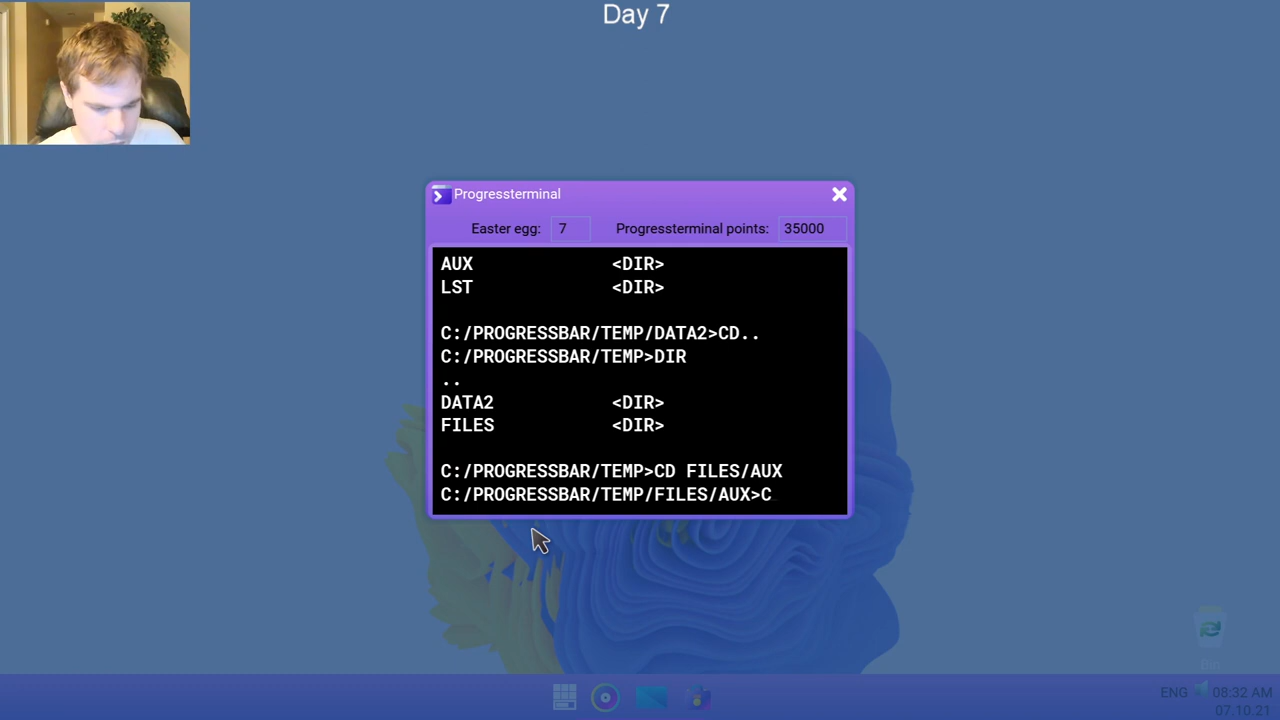 Day 7
Progressterminal
Easter egg: 7 Progressterminal points: 35000
AUX <DIR>
LST <DIR>
C:/PROGRESSBAR/TEMP/DATA2>CD..
C:/PROGRESSBAR/TEMP>DIR
..
DATA2 <DIR>
FILES <DIR>
C:/PROGRESSBAR/TEMP>CD FILES/AUX
C:/PROGRESSBAR/TEMP/FILES/AUX>C
Bin
ENG 08:32 AM
07.10.21